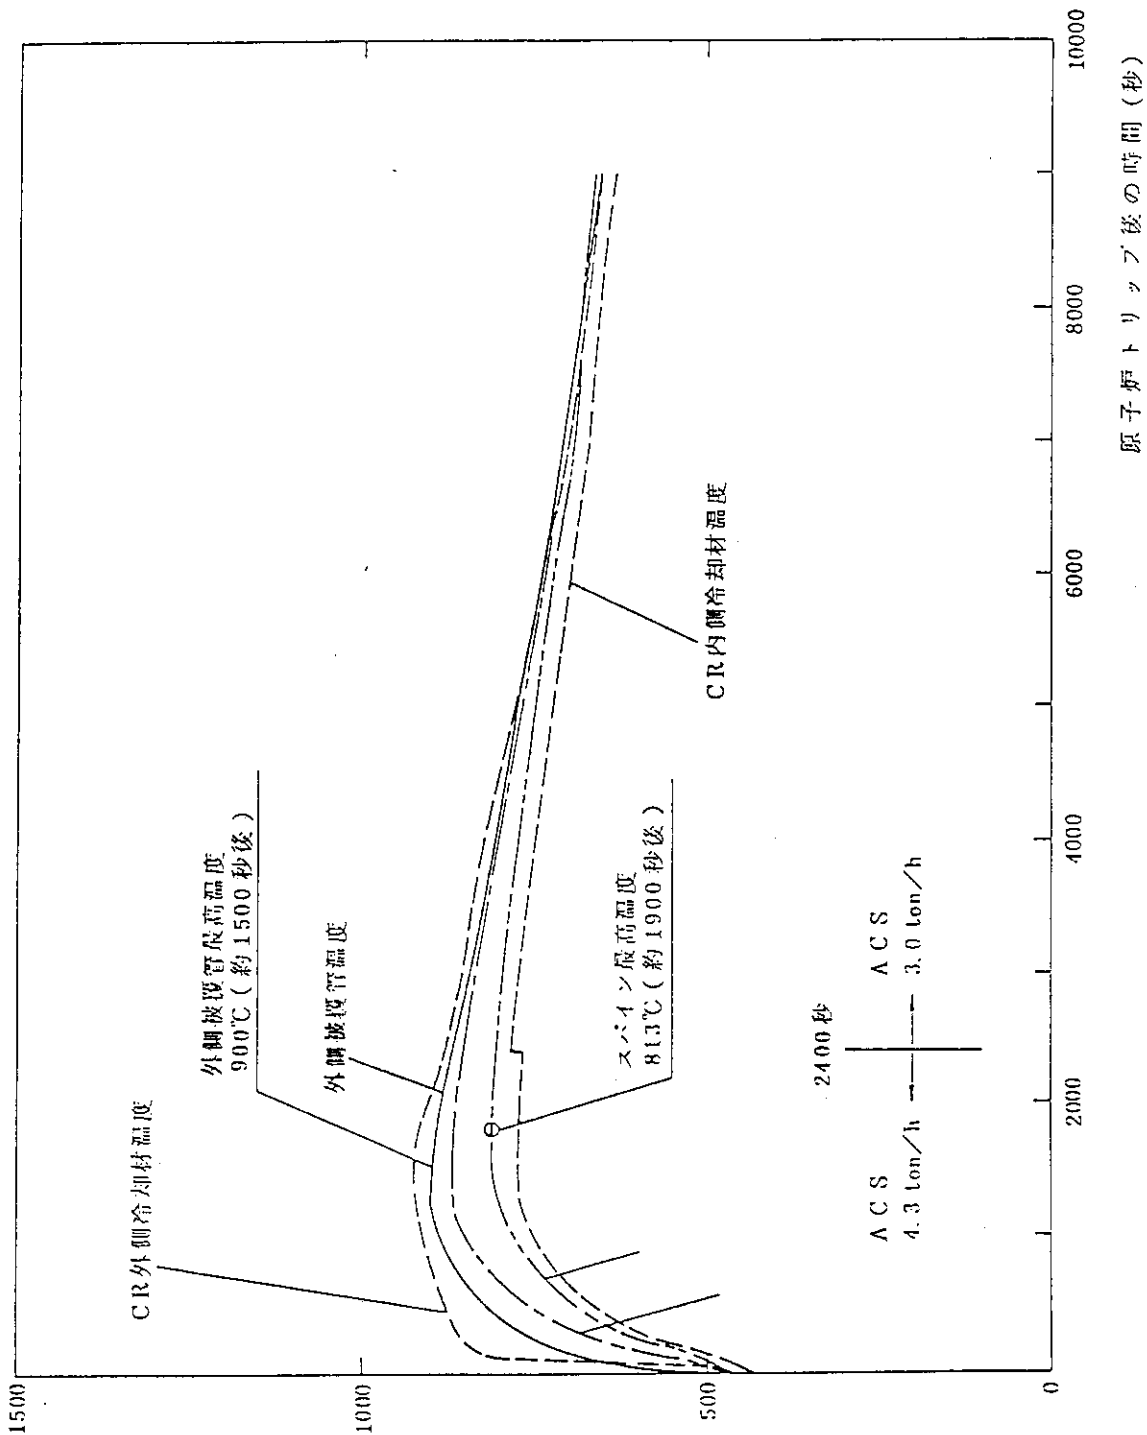 1500
1000
500
0
2000
4000
6000
8000
10000
原子炉トリップ後の時間(秒)
CR外側冷却材温度
外側被覆管最高温度
900℃(約1500秒後)
外側被覆管温度
スパイン最高温度
813℃(約1900秒後)
CR内側冷却材温度
2400秒
ACS
4.3 ton/h
ACS
3.0 ton/h